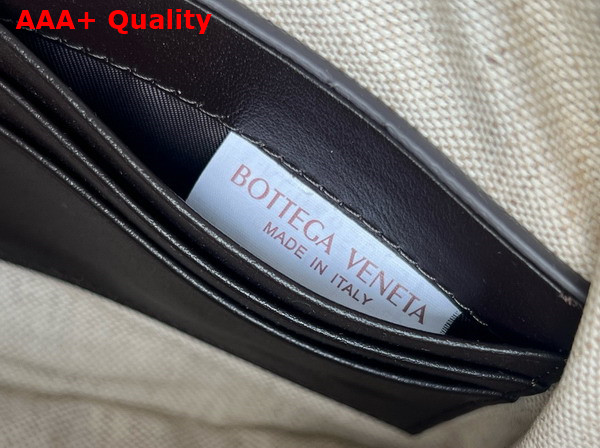 AAA+ Quality
BOTTEGA VENETA
MADE IN ITALY